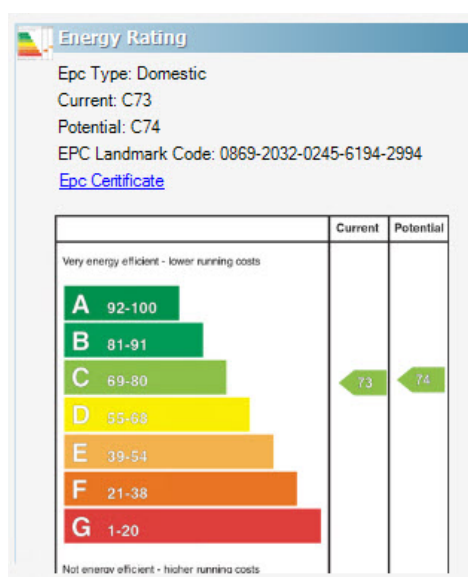 Energy Rating
Epc Type: Domestic
Current: C73
Potential: C74
EPC Landmark Code: 0869-2032-0245-6194-2994
Epc Ceritificate
Current Potential
Very energy efficient - lower running costs
A 92-100
B 81-91
C 69-80 73 74
D 55-68
E 39-54
F 21-38
G 1-20
Not energy efficient - higher running costs